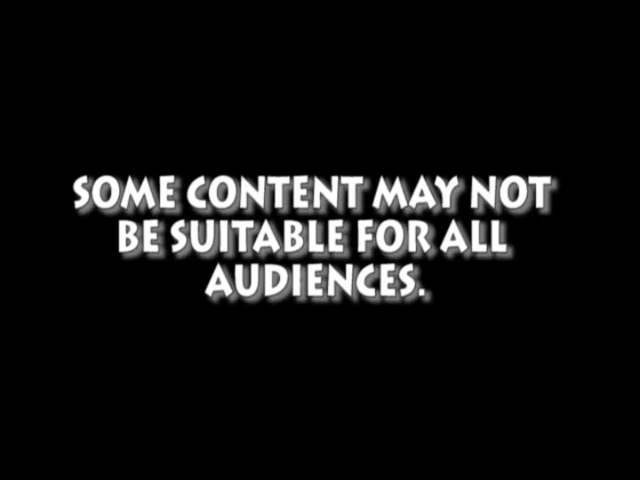 SOME CONTENT MAY NOT
BE SUITABLE FOR ALL
AUDIENCES.